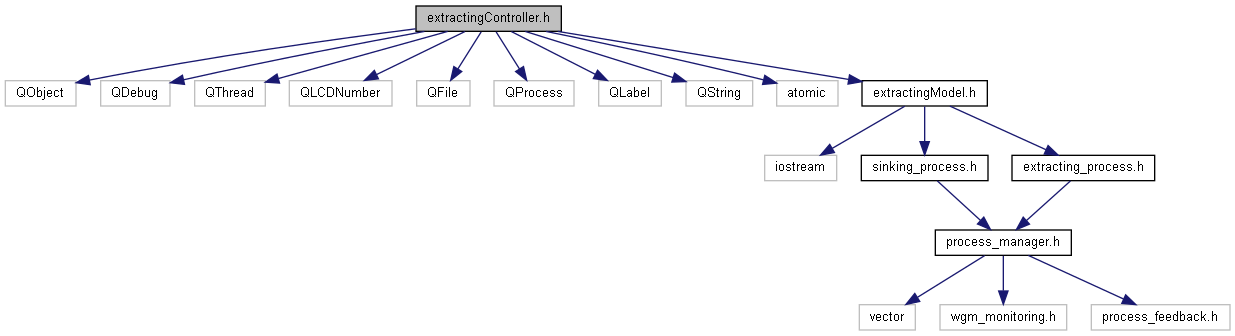 extractingController.h
QObject
QDebug
QThread
QLCDNumber
QFile
QProcess
QLabel
QString
atomic
extractingModel.h
iostream
sinking_process.h
extracting_process.h
process_manager.h
vector
wgm_monitoring.h
process_feedback.h